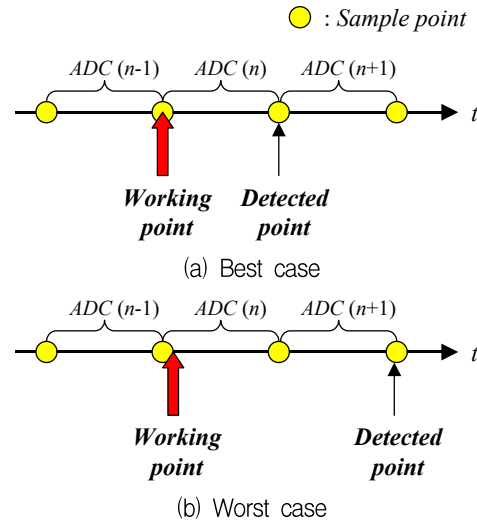 : Sample point
ADC (n-1) ADC (n) ADC (n+1)
t
Working point Detected point
(a) Best case
ADC (n-1) ADC (n) ADC (n+1)
t
Working point Detected point
(b) Worst case